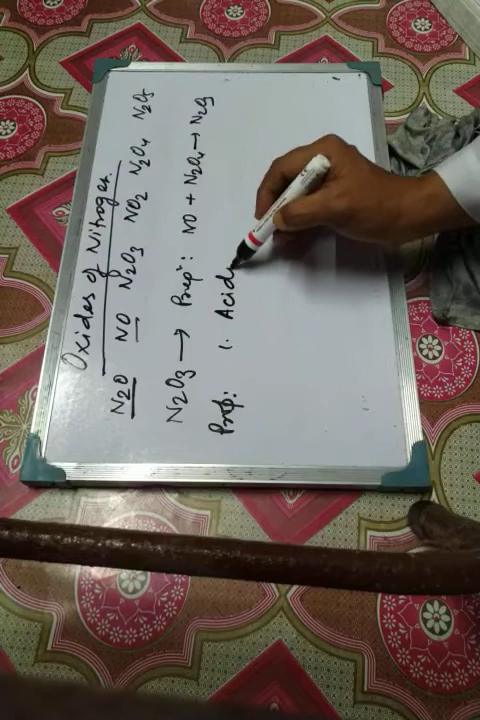 Oxides of Nitrogen.
N2O NO N2O3 NO2 N2O4 N2O5
N2O3 → Prepⁿ: NO + N2O4 → N2O3
Prop: 1. Acid